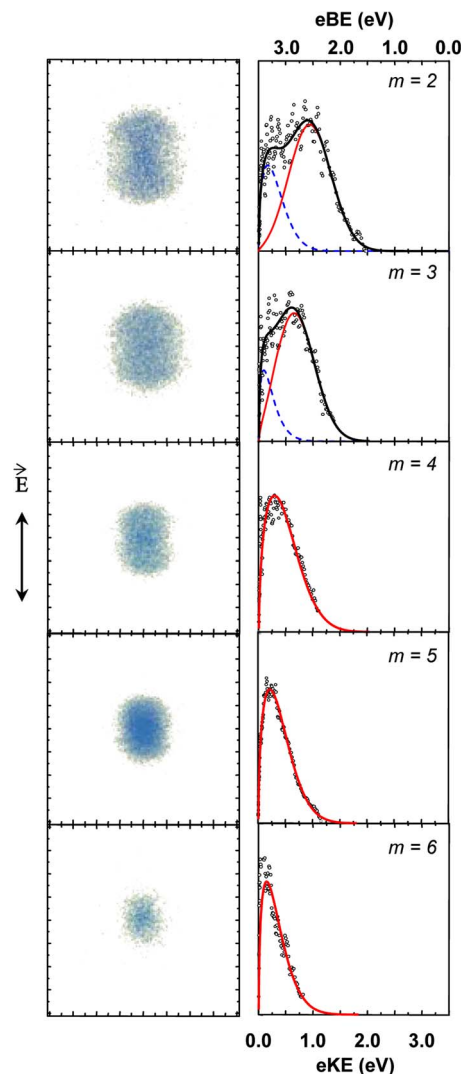 eBE (eV)
3.0 2.0 1.0 0.0
m = 2
m = 3
m = 4
E
m = 5
m = 6
0.0 1.0 2.0 3.0
eKE (eV)